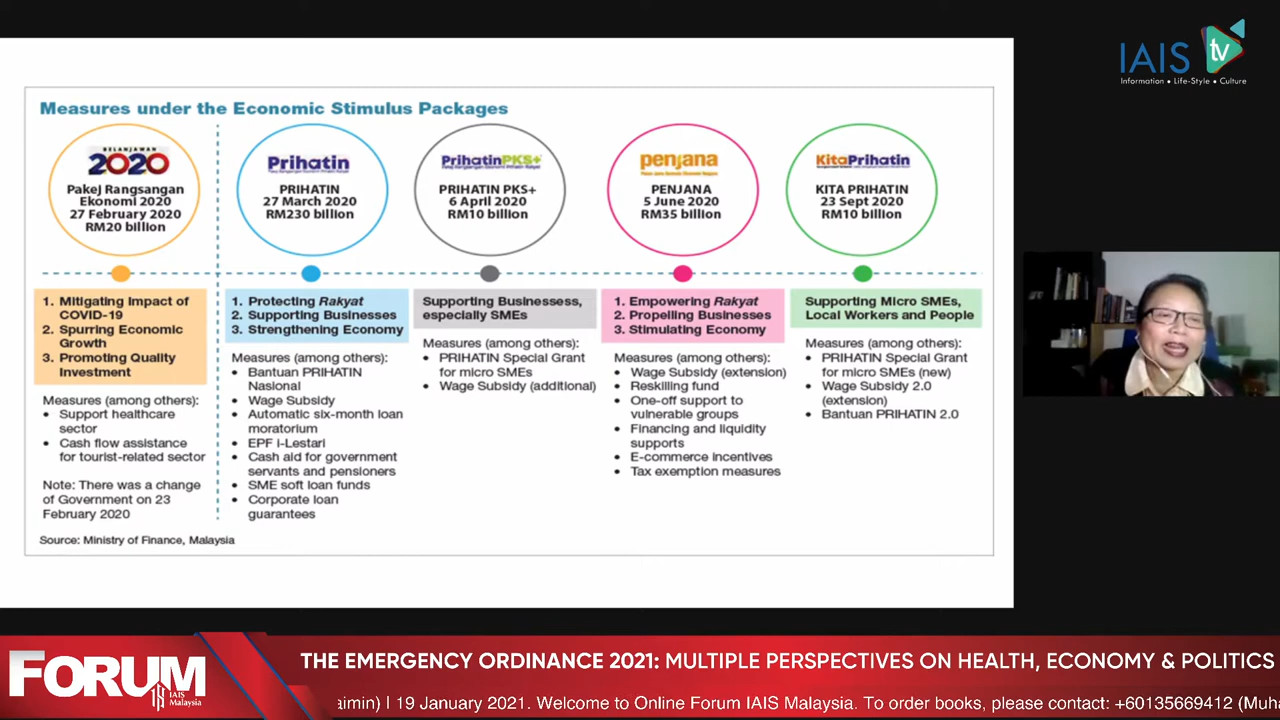 IAIS tv
Information • Life-Style • Culture
Measures under the Economic Stimulus Packages
BELANJAWAN
2020
Pakej Rangsangan
Ekonomi 2020
27 February 2020
RM20 billion
Prihatin
PRIHATIN
27 March 2020
RM230 billion
PrihatinPKS+
PRIHATIN PKS+
6 April 2020
RM10 billion
penjana
PENJANA
5 June 2020
RM35 billion
KitaPrihatin
KITA PRIHATIN
23 Sept 2020
RM10 billion
1. Mitigating Impact of
COVID-19
2. Spurring Economic
Growth
3. Promoting Quality
Investment
Measures (among others):
• Support healthcare
sector
• Cash flow assistance
for tourist-related sector
Note: There was a change
of Government on 23
February 2020
1. Protecting Rakyat
2. Supporting Businesses
3. Strengthening Economy
Measures (among others):
• Bantuan PRIHATIN
Nasional
• Wage Subsidy
• Automatic six-month loan
moratorium
• EPF i-Lestari
• Cash aid for government
servants and pensioners
• SME soft loan funds
• Corporate loan
guarantees
Supporting Businessess,
especially SMEs
Measures (among others):
• PRIHATIN Special Grant
for micro SMEs
• Wage Subsidy (additional)
1. Empowering Rakyat
2. Propelling Businesses
3. Stimulating Economy
Measures (among others):
• Wage Subsidy (extension)
• Reskilling fund
• One-off support to
vulnerable groups
• Financing and liquidity
supports
• E-commerce incentives
• Tax exemption measures
Supporting Micro SMEs,
Local Workers and People
Measures (among others):
• PRIHATIN Special Grant
for micro SMEs (new)
• Wage Subsidy 2.0
(extension)
• Bantuan PRIHATIN 2.0
Source: Ministry of Finance, Malaysia
FORUM
IAIS
Malaysia
THE EMERGENCY ORDINANCE 2021: MULTIPLE PERSPECTIVES ON HEALTH, ECONOMY & POLITICS
aimin) | 19 January 2021. Welcome to Online Forum IAIS Malaysia. To order books, please contact: +60135669412 (Muh